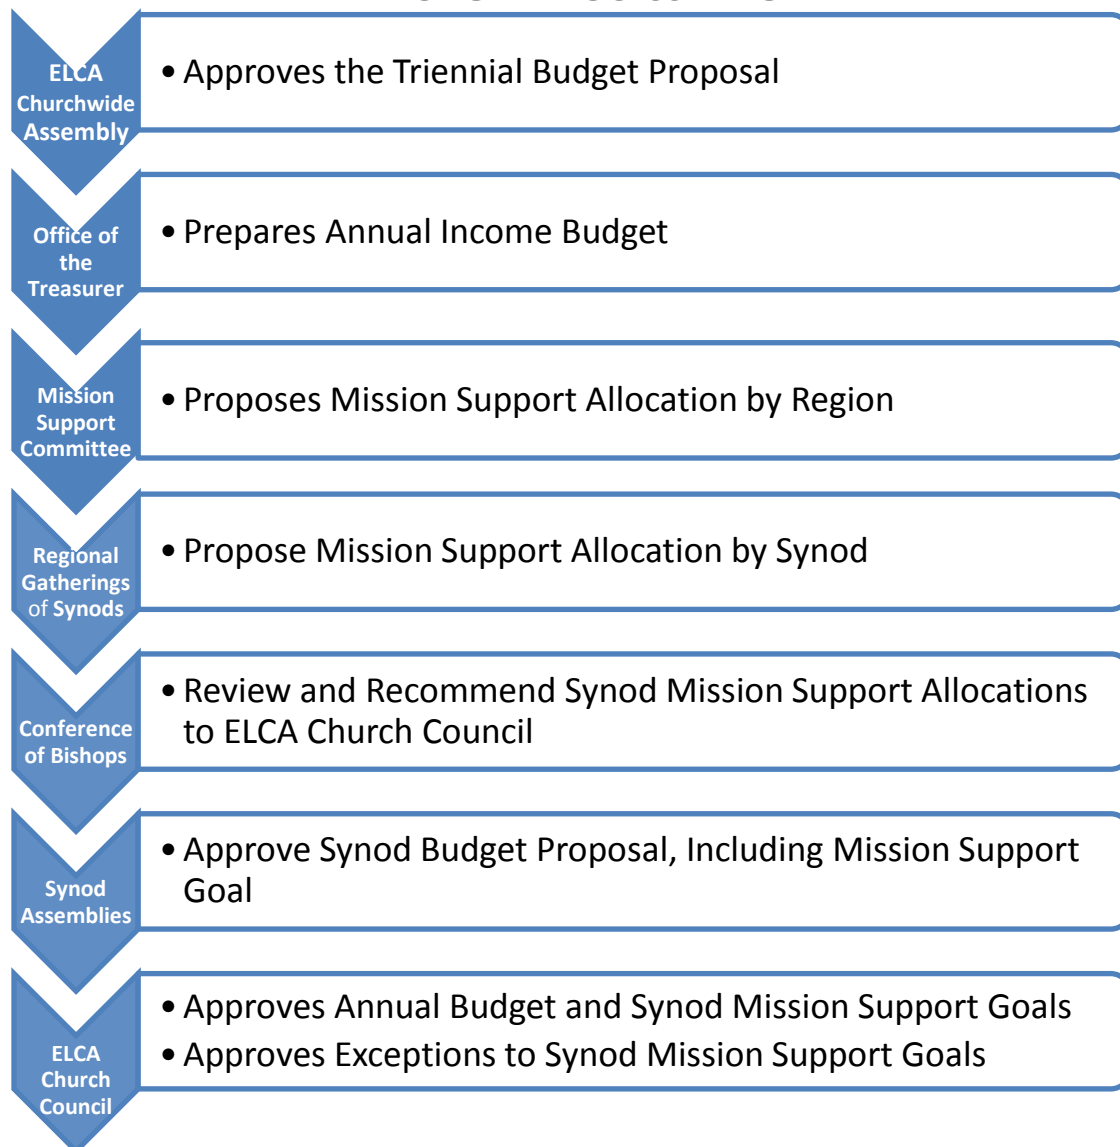 ELCA
Churchwide
Assembly
• Approves the Triennial Budget Proposal
Office of
the
Treasurer
• Prepares Annual Income Budget
Mission
Support
Committee
• Proposes Mission Support Allocation by Region
Regional
Gatherings
of Synods
• Propose Mission Support Allocation by Synod
Conference
of Bishops
• Review and Recommend Synod Mission Support Allocations
to ELCA Church Council
Synod
Assemblies
• Approve Synod Budget Proposal, Including Mission Support
Goal
ELCA
Church
Council
• Approves Annual Budget and Synod Mission Support Goals
• Approves Exceptions to Synod Mission Support Goals